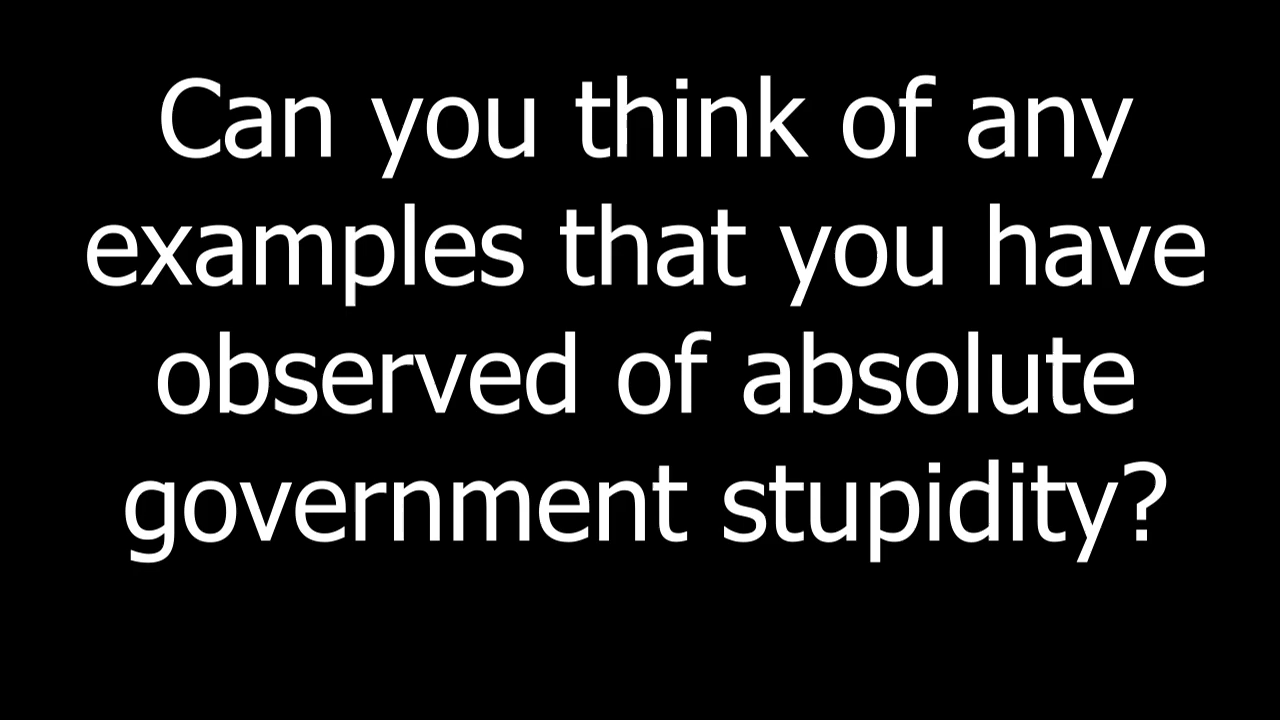 Can you think of any
examples that you have
observed of absolute
government stupidity?